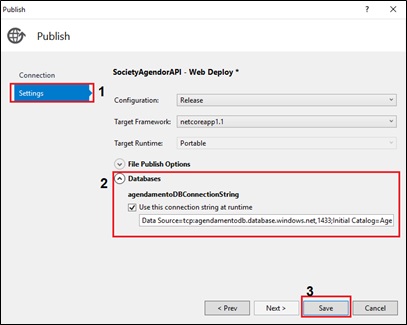 Publish
? ×
Publish
Connection
Settings
1
SocietyAgendorAPI - Web Deploy *
Configuration: Release
Target Framework: netcoreapp1.1
Target Runtime: Portable
File Publish Options
2
Databases
agendamentoDBConnectionString
Use this connection string at runtime
Data Source=tcp:agendamentodb.database.windows.net,1433;Initial Catalog=Age
3
< Prev Next > Save Cancel